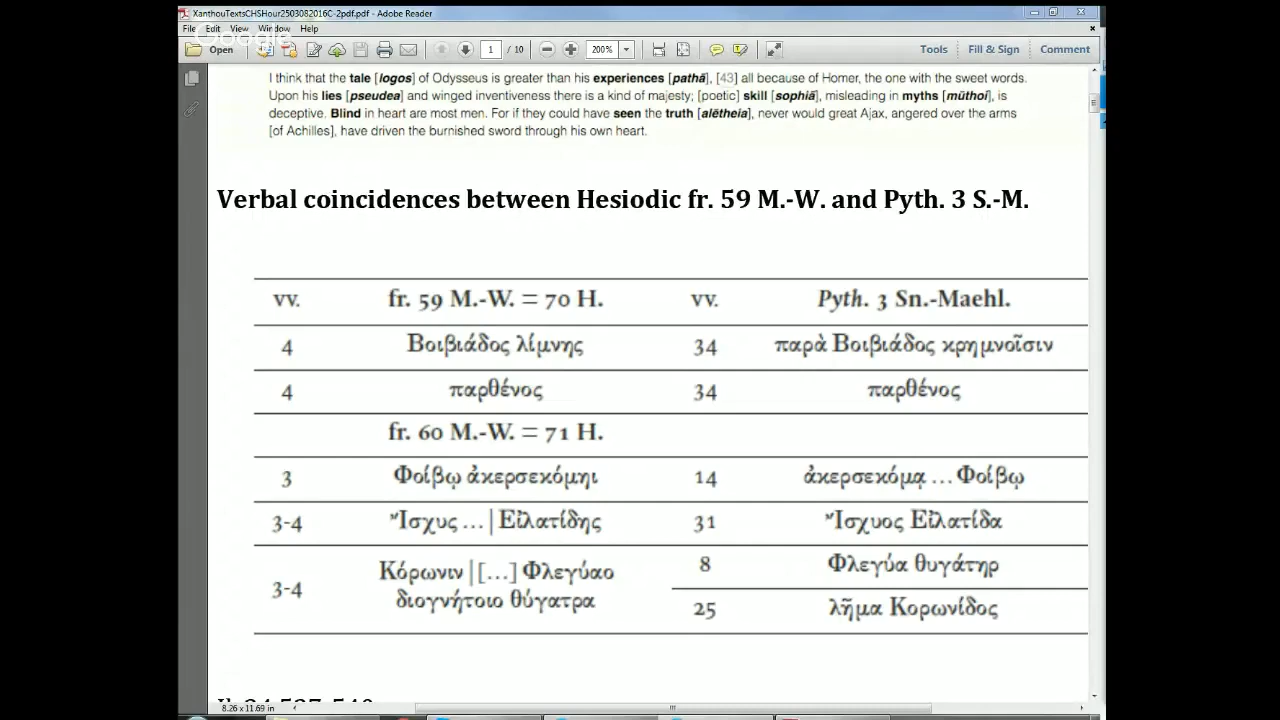 XanthouTextsCHSHour2503082016C-2pdf.pdf - Adobe Reader
File Edit View Window Help
Google
Open 1 / 10 200% Tools Fill & Sign Comment
I think that the tale [logos] of Odysseus is greater than his experiences [pathā], [43] all because of Homer, the one with the sweet words.
Upon his lies [pseudea] and winged inventiveness there is a kind of majesty; [poetic] skill [sophiā], misleading in myths [mūthoi], is
deceptive. Blind in heart are most men. For if they could have seen the truth [alētheia], never would great Ajax, angered over the arms
[of Achilles], have driven the burnished sword through his own heart.
Verbal coincidences between Hesiodic fr. 59 M.-W. and Pyth. 3 S.-M.
vv. fr. 59 M.-W. = 70 H. vv. Pyth. 3 Sn.-Maehl.
4 Βοιβιάδος λίμνης 34 παρὰ Βοιβιάδος κρημνοῖσιν
4 παρθένος 34 παρθένος
fr. 60 M.-W. = 71 H.
3 Φοίβῳ ἀκερσεκόμηι 14 ἀκερσεκόμᾳ … Φοίβῳ
3-4 Ἴσχυς … | Εἰλατίδης 31 Ἴσχυος Εἰλατίδα
3-4 Κόρωνιν | […] Φλεγύαο
διογνήτοιο θύγατρα
8 Φλεγύα θυγάτηρ
25 λῆμα Κορωνίδος
8.26 x 11.69 in